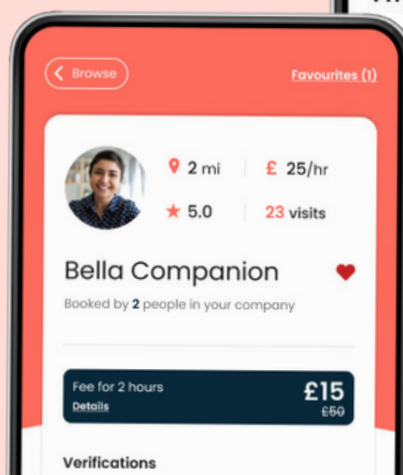 Browse
Favourites (1)
2 mi
£ 25/hr
5.0
23 visits
Bella Companion
Booked by 2 people in your company
Fee for 2 hours
£15
Details
£50
Verifications